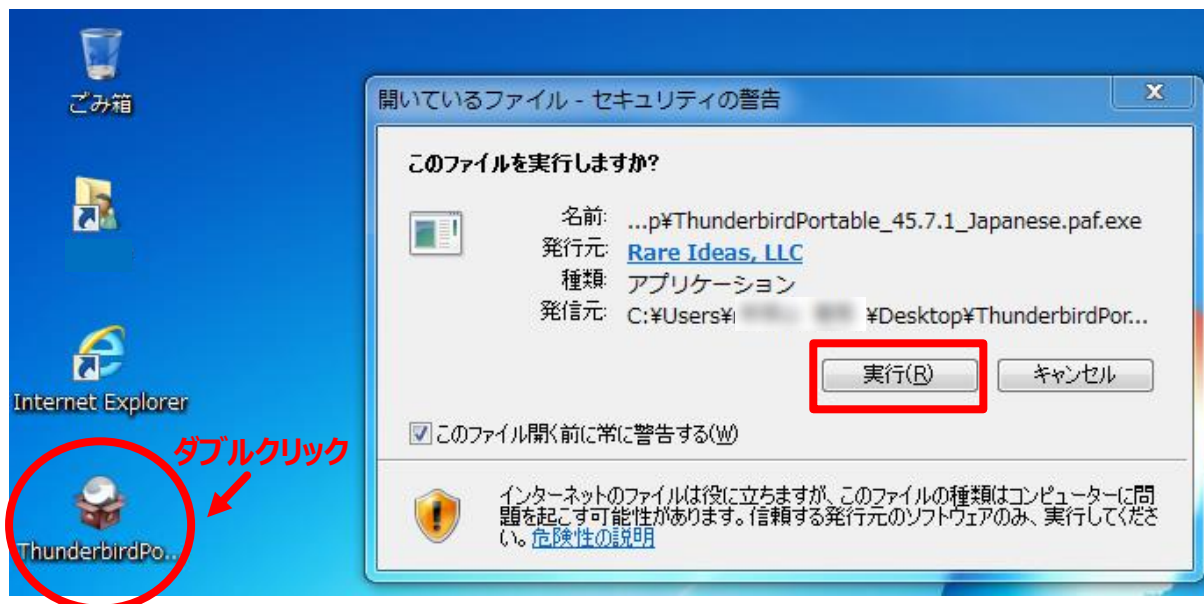 ごみ箱
Internet Explorer
ダブルクリック
ThunderbirdPo...
開いているファイル - セキュリティの警告
このファイルを実行しますか?
名前: ...p¥ThunderbirdPortable_45.7.1_Japanese.paf.exe
発行元: Rare Ideas, LLC
種類: アプリケーション
発信元: C:¥Users¥ ¥Desktop¥ThunderbirdPor...
実行(R) キャンセル
このファイル開く前に常に警告する(W)
インターネットのファイルは役に立ちますが、このファイルの種類はコンピューターに問
題を起こす可能性があります。信頼する発行元のソフトウェアのみ、実行してくださ
い。危険性の説明